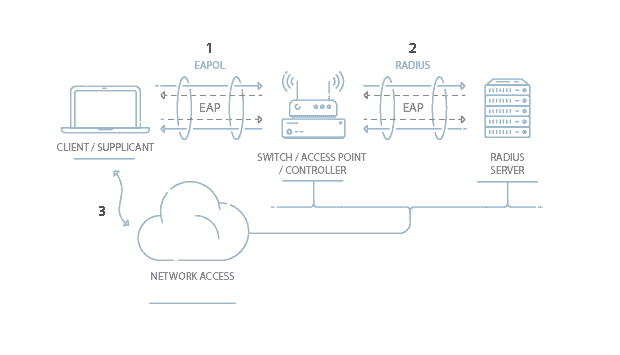 1
EAPOL
EAP
2
RADIUS
EAP
CLIENT / SUPPLICANT
SWITCH / ACCESS POINT
/ CONTROLLER
RADIUS
SERVER
3
NETWORK ACCESS